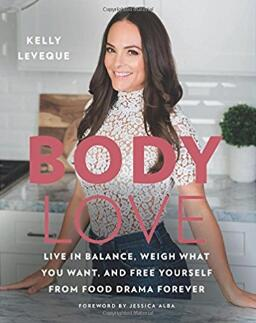 KELLY
LEVEQUE
BODY
LOVE
LIVE IN BALANCE, WEIGH WHAT
YOU WANT, AND FREE YOURSELF
FROM FOOD DRAMA FOREVER
FOREWORD BY JESSICA ALBA